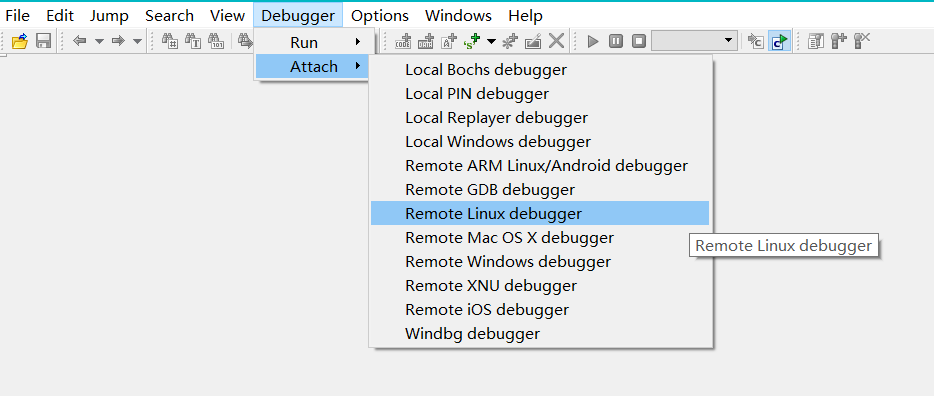 File Edit Jump Search View Debugger Options Windows Help
Run
Attach
Local Bochs debugger
Local PIN debugger
Local Replayer debugger
Local Windows debugger
Remote ARM Linux/Android debugger
Remote GDB debugger
Remote Linux debugger
Remote Mac OS X debugger
Remote Linux debugger
Remote Windows debugger
Remote XNU debugger
Remote iOS debugger
Windbg debugger